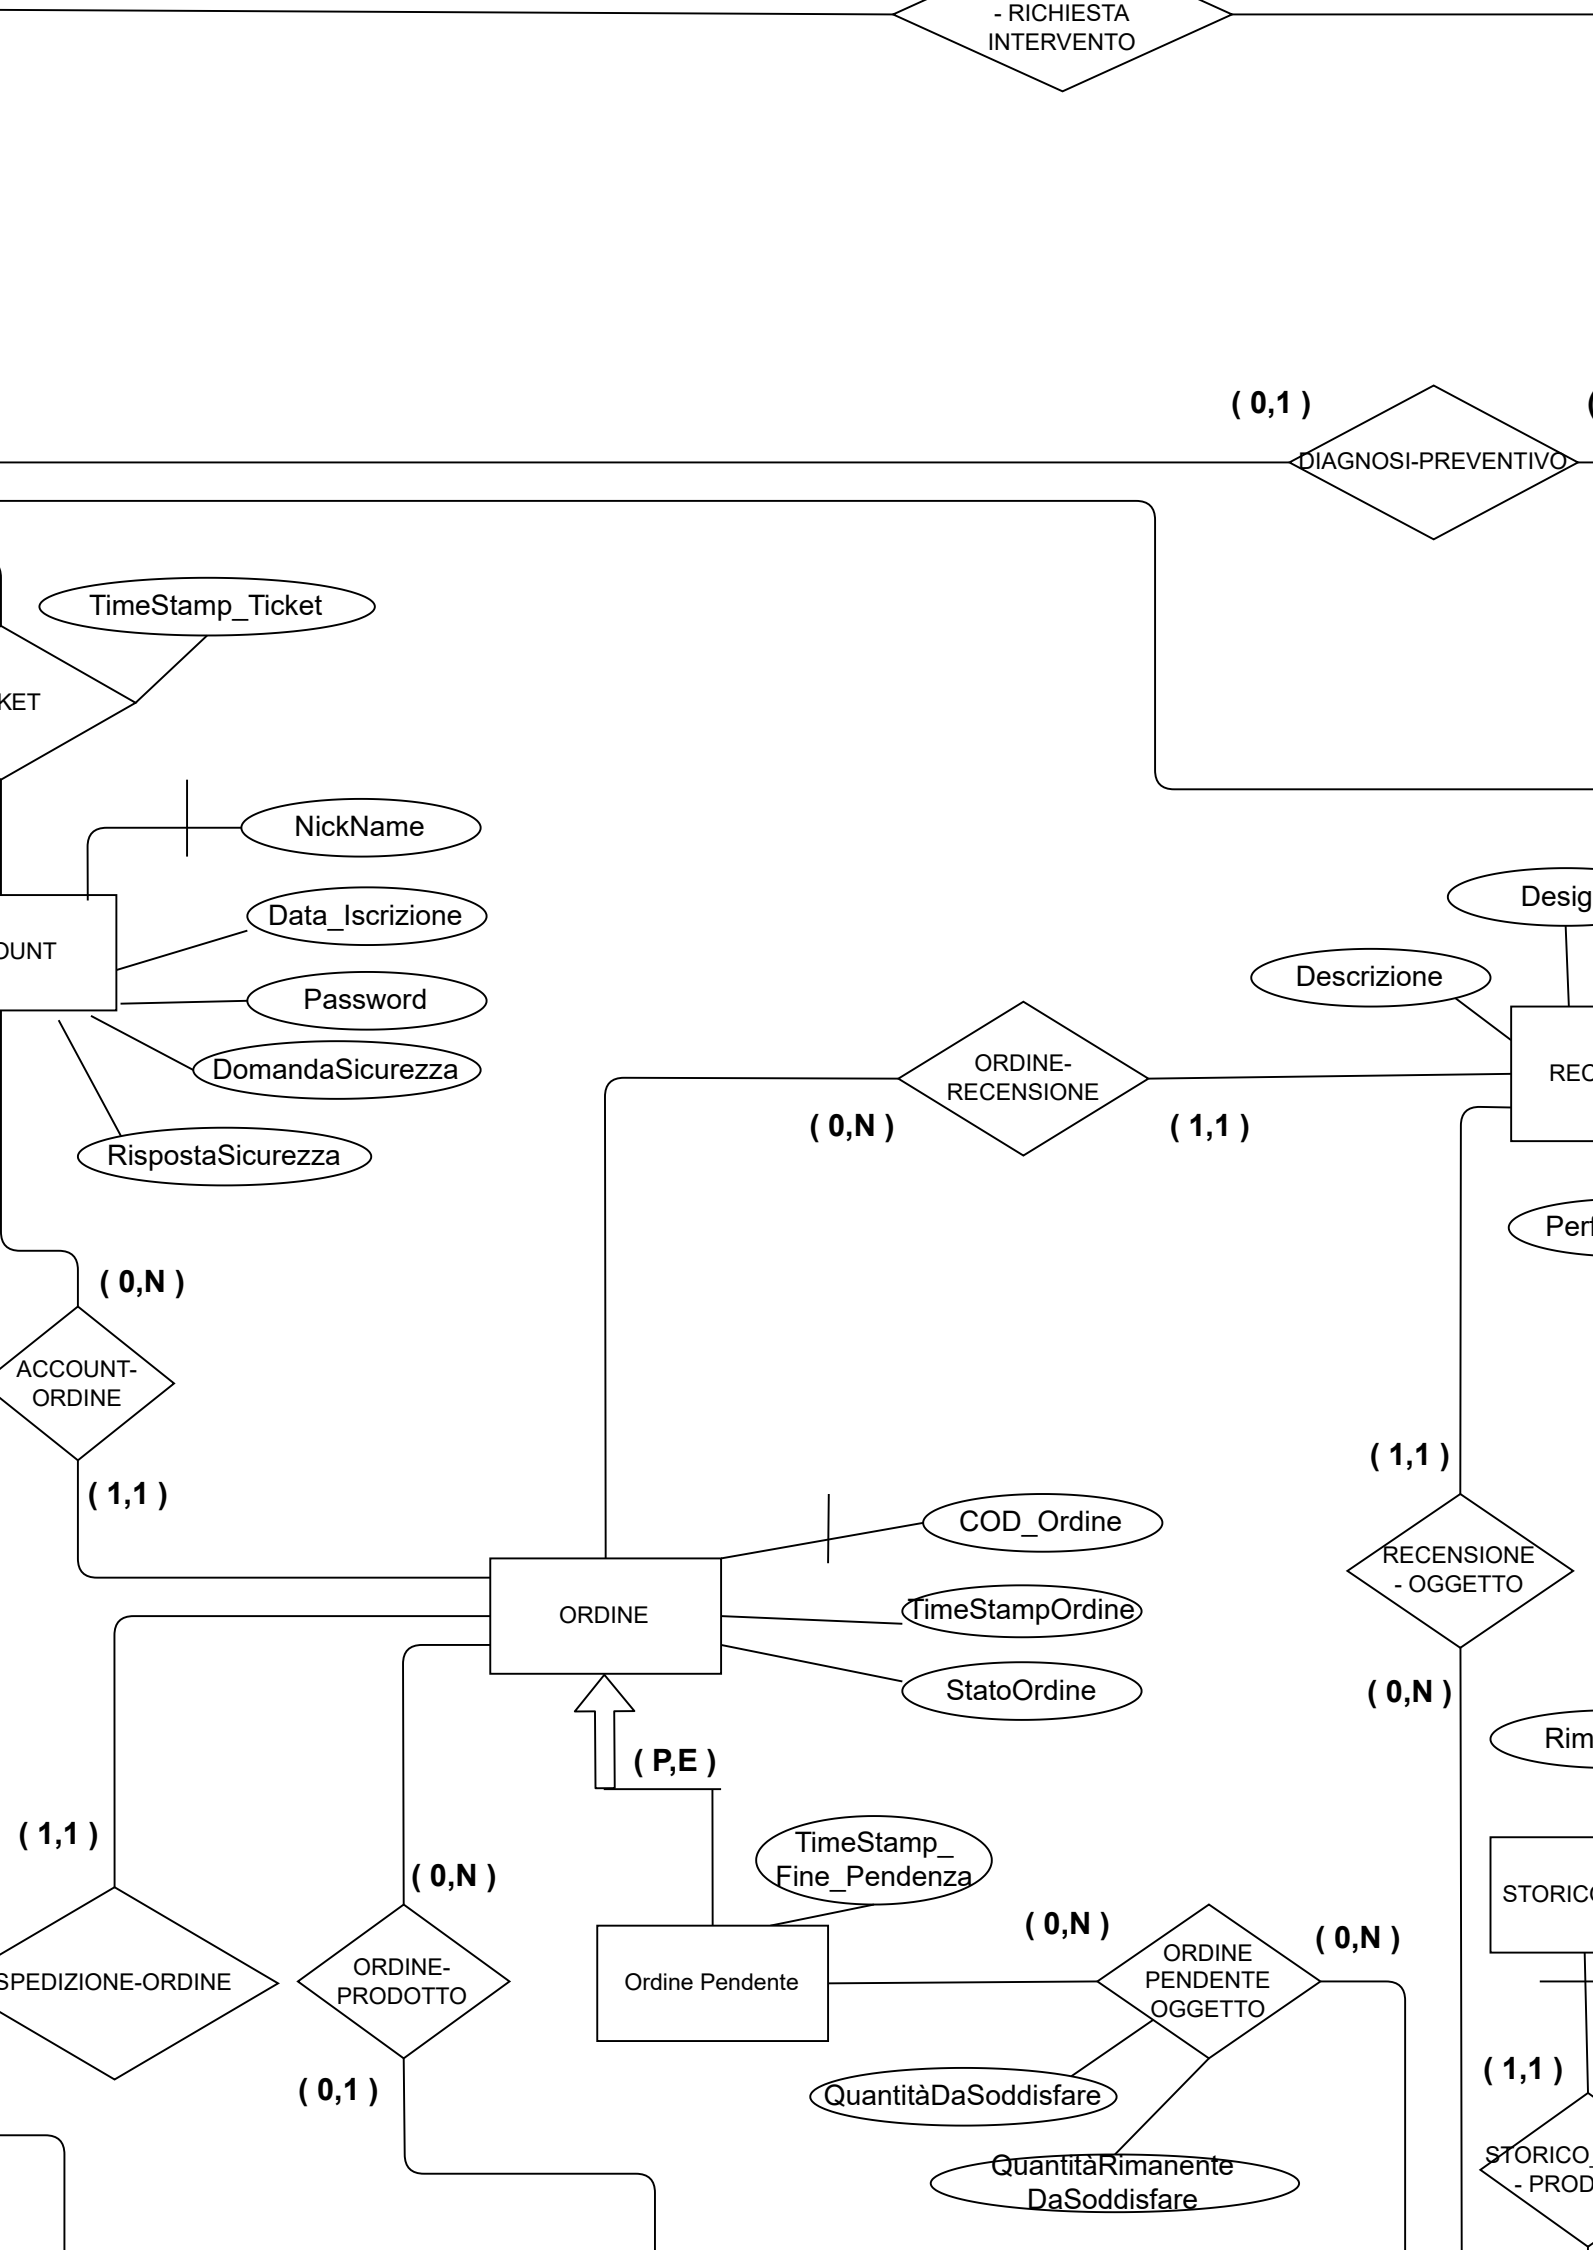 - RICHIESTA
INTERVENTO
( 0,1 )
(
DIAGNOSI-PREVENTIVO
TimeStamp_Ticket
KET
NickName
Data_Iscrizione
OUNT
Password
DomandaSicurezza
RispostaSicurezza
Desig
Descrizione
REC
ORDINE-
RECENSIONE
( 0,N )
( 1,1 )
Perf
( 0,N )
ACCOUNT-
ORDINE
( 1,1 )
( 1,1 )
COD_Ordine
RECENSIONE
- OGGETTO
ORDINE
TimeStampOrdine
StatoOrdine
( 0,N )
Rim
( P,E )
( 1,1 )
( 0,N )
TimeStamp_
Fine_Pendenza
STORICO
( 0,N )
( 0,N )
SPEDIZIONE-ORDINE
ORDINE-
PRODOTTO
Ordine Pendente
ORDINE
PENDENTE
OGGETTO
( 0,1 )
QuantitàDaSoddisfare
( 1,1 )
QuantitàRimanente
DaSoddisfare
STORICO_
- PROD